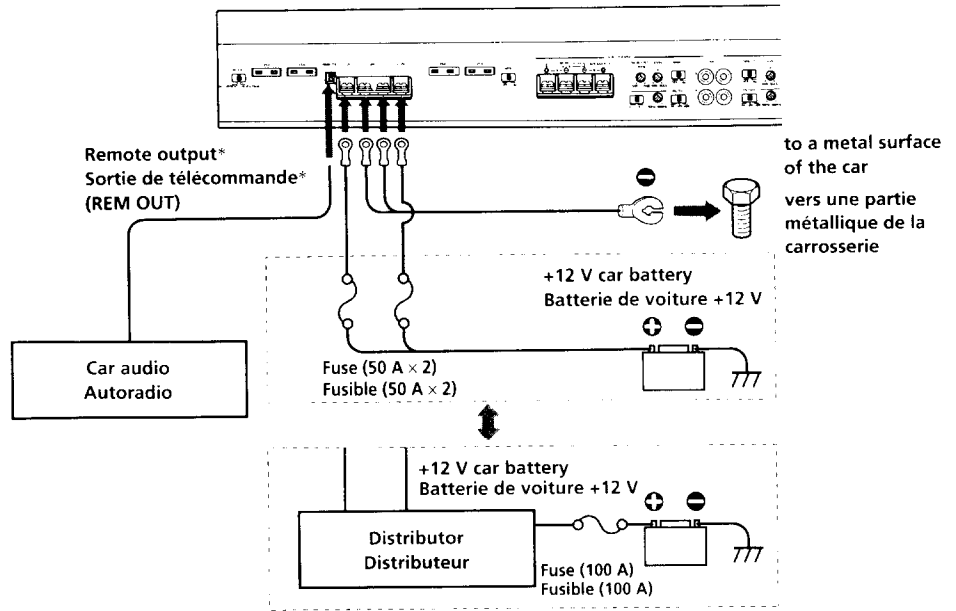 Remote output*
Sortie de télécommande*
(REM OUT)
to a metal surface
of the car
vers une partie
métallique de la
carrosserie
+12 V car battery
Batterie de voiture +12 V
Car audio
Autoradio
Fuse (50 A × 2)
Fusible (50 A × 2)
+12 V car battery
Batterie de voiture +12 V
Distributor
Distributeur
Fuse (100 A)
Fusible (100 A)